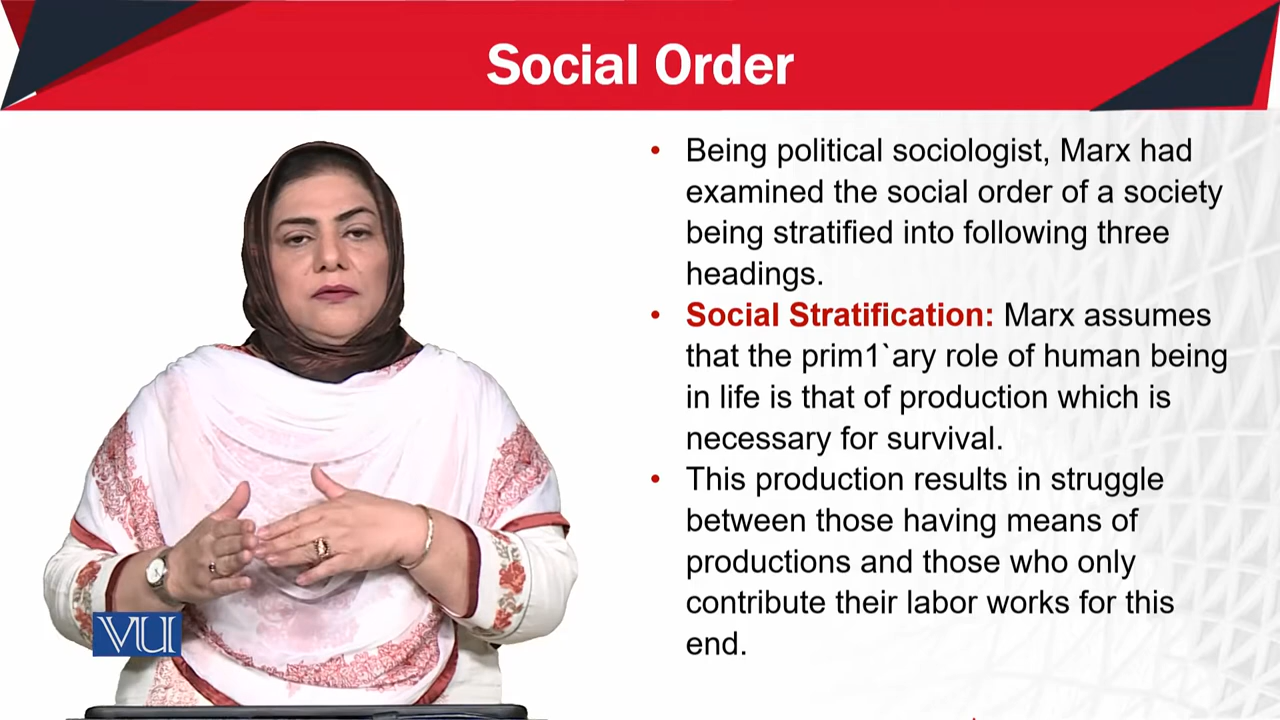 Social Order
• Being political sociologist, Marx had
examined the social order of a society
being stratified into following three
headings.
• Social Stratification: Marx assumes
that the prim1`ary role of human being
in life is that of production which is
necessary for survival.
• This production results in struggle
between those having means of
productions and those who only
contribute their labor works for this
end.
VU